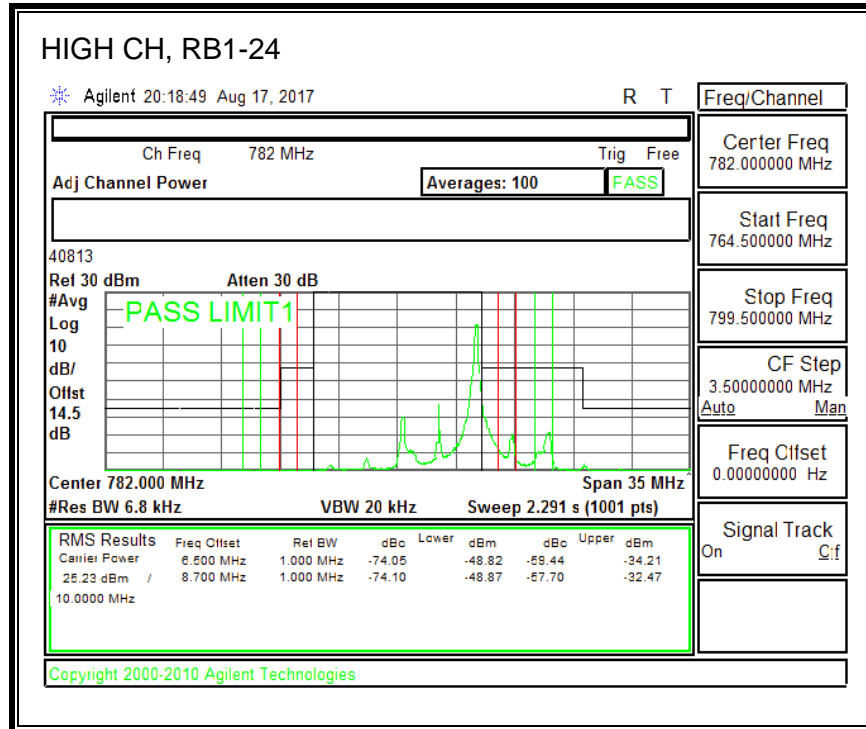 HIGH CH, RB1-24
Agilent 20:18:49 Aug 17, 2017 R T
Freq/Channel
Ch Freq 782 MHz Trig Free
Adj Channel Power Averages: 100 PASS
Center Freq
782.000000 MHz
Start Freq
764.500000 MHz
40813
Ref 30 dBm Atten 30 dB
#Avg
Log
10
dB/
Offst
14.5
dB
PASS LIMIT1
Stop Freq
799.500000 MHz
CF Step
3.50000000 MHz
Auto Man
Freq Offset
0.00000000 Hz
Center 782.000 MHz Span 35 MHz
#Res BW 6.8 kHz VBW 20 kHz Sweep 2.291 s (1001 pts)
Signal Track
On Off
RMS Results Freq Offset Ref BW dBc Lower dBm dBc Upper dBm
Carrier Power 6.500 MHz 1.000 MHz -74.05 -48.82 -59.44 -34.21
25.23 dBm / 8.700 MHz 1.000 MHz -74.10 -48.87 -57.70 -32.47
10.0000 MHz
Copyright 2000-2010 Agilent Technologies